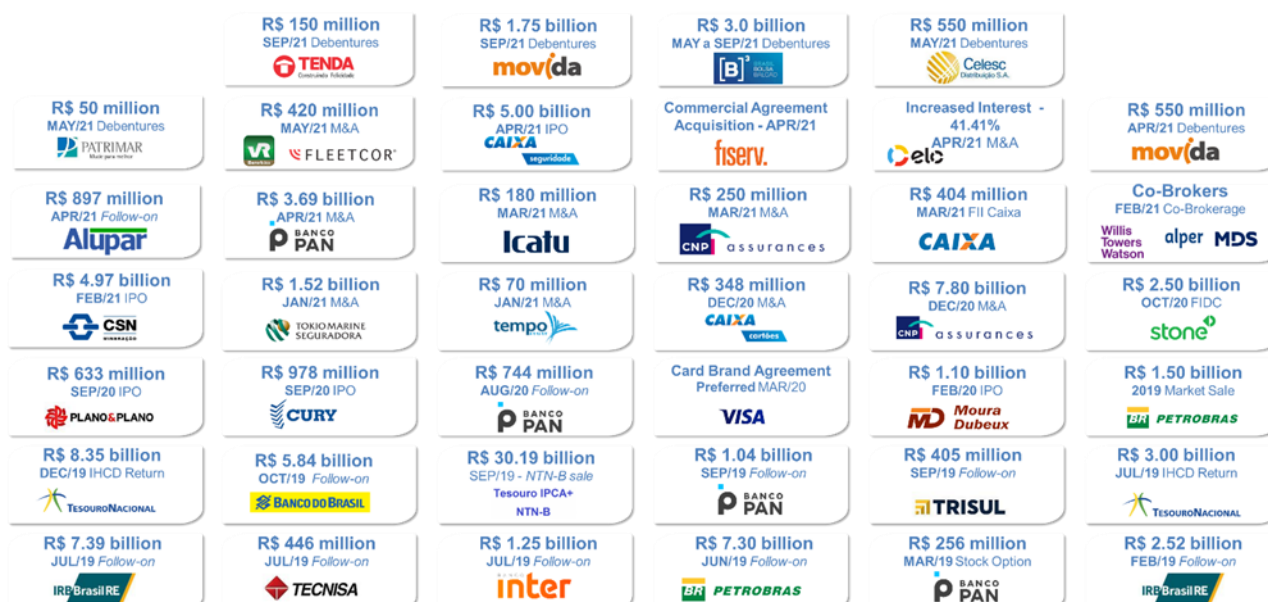 R$ 150 million
SEP/21 Debentures
TENDA
Construindo Felicidade
R$ 1.75 billion
SEP/21 Debentures
movida
R$ 3.0 billion
MAY a SEP/21 Debentures
[B]³
BRASIL
BOLSA
BALCÃO
R$ 550 million
MAY/21 Debentures
Celesc
Distribuição S.A.
R$ 50 million
MAY/21 Debentures
PATRIMAR
Mude para melhor
R$ 420 million
MAY/21 M&A
VR
Benefícios
FLEETCOR®
R$ 5.00 billion
APR/21 IPO
CAIXA
seguridade
Commercial Agreement
Acquisition - APR/21
fiserv.
Increased Interest -
41.41%
APR/21 M&A
elo
R$ 550 million
APR/21 Debentures
movida
R$ 897 million
APR/21 Follow-on
Alupar
R$ 3.69 billion
APR/21 M&A
BANCO
PAN
R$ 180 million
MAR/21 M&A
Icatu
R$ 250 million
MAR/21 M&A
CNP assurances
R$ 404 million
MAR/21 FII Caixa
CAIXA
Co-Brokers
FEB/21 Co-Brokerage
Willis
Towers
Watson
alper
MDS
R$ 4.97 billion
FEB/21 IPO
CSN
MINERAÇÃO
R$ 1.52 billion
JAN/21 M&A
TOKIO MARINE
SEGURADORA
R$ 70 million
JAN/21 M&A
tempo
R$ 348 million
DEC/20 M&A
CAIXA
cartões
R$ 7.80 billion
DEC/20 M&A
CNP assurances
R$ 2.50 billion
OCT/20 FIDC
stone
R$ 633 million
SEP/20 IPO
PLANO&PLANO
R$ 978 million
SEP/20 IPO
CURY
R$ 744 million
AUG/20 Follow-on
BANCO
PAN
Card Brand Agreement
Preferred MAR/20
VISA
R$ 1.10 billion
FEB/20 IPO
MD Moura
Dubeux
R$ 1.50 billion
2019 Market Sale
BR PETROBRAS
R$ 8.35 billion
DEC/19 IHCD Return
TESOURONACIONAL
R$ 5.84 billion
OCT/19 Follow-on
BANCO DO BRASIL
R$ 30.19 billion
SEP/19 - NTN-B sale
Tesouro IPCA+
NTN-B
R$ 1.04 billion
SEP/19 Follow-on
BANCO
PAN
R$ 405 million
SEP/19 Follow-on
TRISUL
R$ 3.00 billion
JUL/19 IHCD Return
TESOURONACIONAL
R$ 7.39 billion
JUL/19 Follow-on
IRB Brasil RE
R$ 446 million
JUL/19 Follow-on
TECNISA
R$ 1.25 billion
JUL/19 Follow-on
BANCO
inter
R$ 7.30 billion
JUN/19 Follow-on
BR PETROBRAS
R$ 256 million
MAR/19 Stock Option
BANCO
PAN
R$ 2.52 billion
FEB/19 Follow-on
IRB Brasil RE